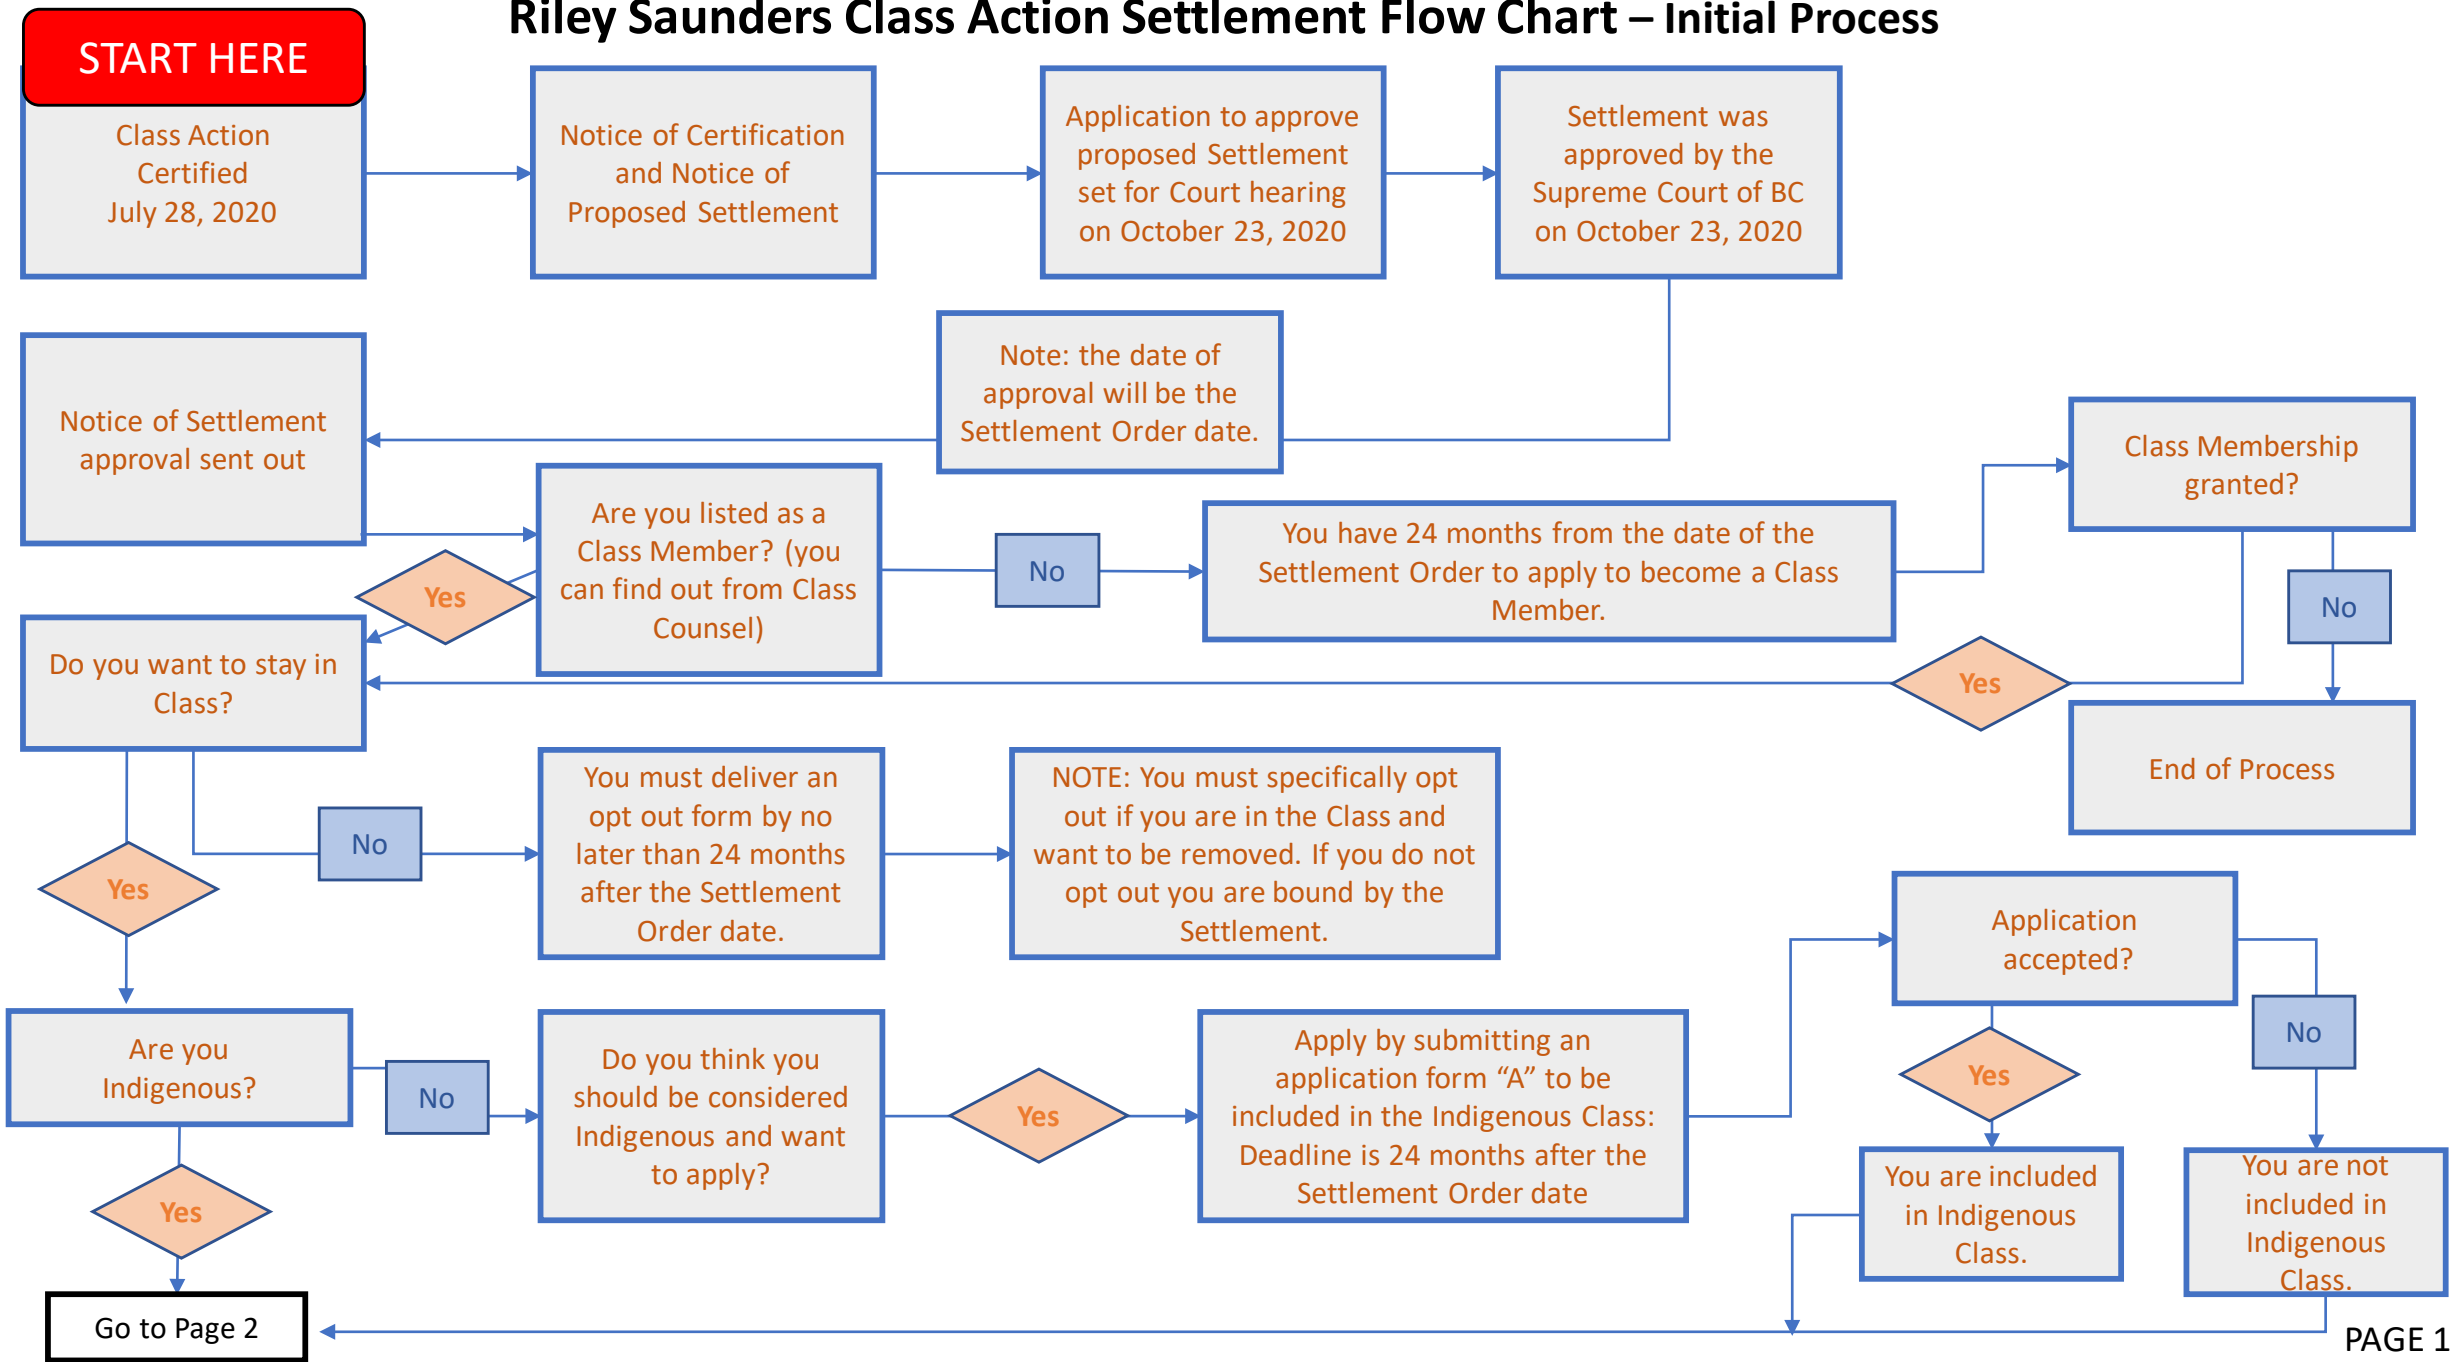 Riley Saunders Class Action Settlement Flow Chart – Initial Process
START HERE
Class Action
Certified
July 28, 2020
Notice of Certification
and Notice of
Proposed Settlement
Application to approve
proposed Settlement
set for Court hearing
on October 23, 2020
Settlement was
approved by the
Supreme Court of BC
on October 23, 2020
Note: the date of
approval will be the
Settlement Order date.
Notice of Settlement
approval sent out
Are you listed as a
Class Member? (you
can find out from Class
Counsel)
Yes
No
You have 24 months from the date of the
Settlement Order to apply to become a Class
Member.
Class Membership
granted?
No
Yes
End of Process
Do you want to stay in
Class?
No
Yes
You must deliver an
opt out form by no
later than 24 months
after the Settlement
Order date.
NOTE: You must specifically opt
out if you are in the Class and
want to be removed. If you do not
opt out you are bound by the
Settlement.
Are you
Indigenous?
No
Yes
Do you think you
should be considered
Indigenous and want
to apply?
Yes
Apply by submitting an
application form “A” to be
included in the Indigenous Class:
Deadline is 24 months after the
Settlement Order date
Application
accepted?
Yes
No
You are included
in Indigenous
Class.
You are not
included in
Indigenous
Class.
Go to Page 2
PAGE 1